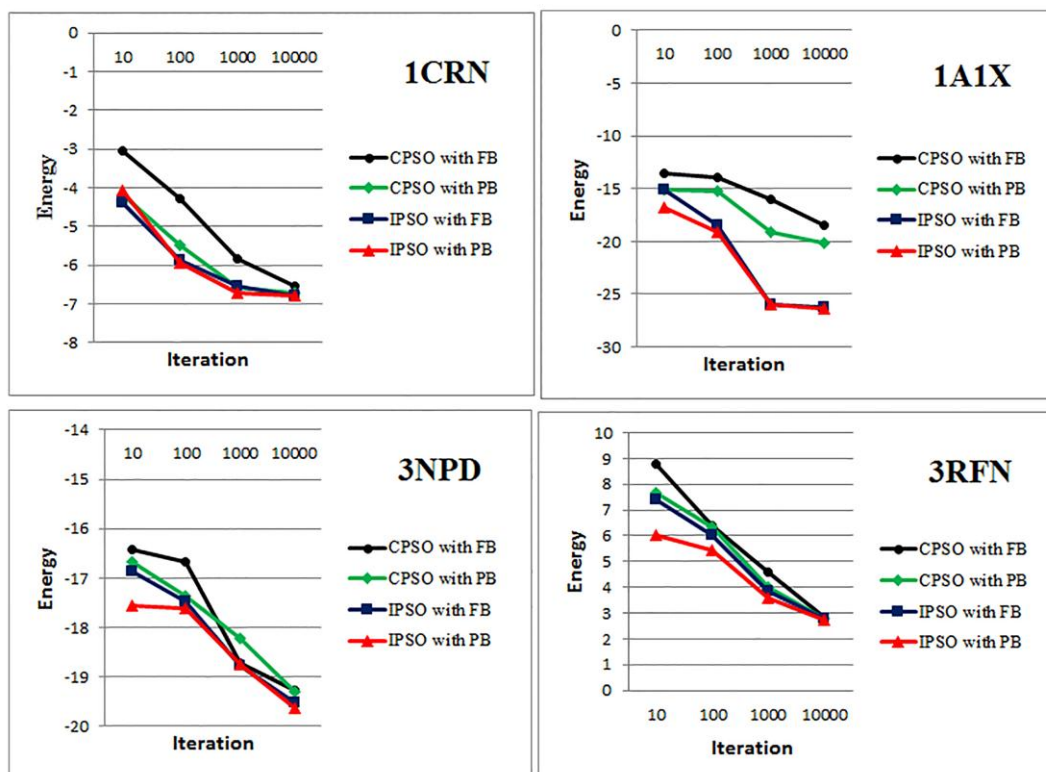 0
10 100 1000 10000
-1
-2
-3
-4
-5
-6
-7
-8
Energy
Iteration
1CRN
CPSO with FB
CPSO with PB
IPSO with FB
IPSO with PB
0
10 100 1000 10000
-5
-10
-15
-20
-25
-30
Energy
Iteration
1A1X
CPSO with FB
CPSO with PB
IPSO with FB
IPSO with PB
-14
10 100 1000 10000
-15
-16
-17
-18
-19
-20
Energy
Iteration
3NPD
CPSO with FB
CPSO with PB
IPSO with FB
IPSO with PB
10
9
8
7
6
5
4
3
2
1
0
10 100 1000 10000
Energy
Iteration
3RFN
CPSO with FB
CPSO with PB
IPSO with FB
IPSO with PB